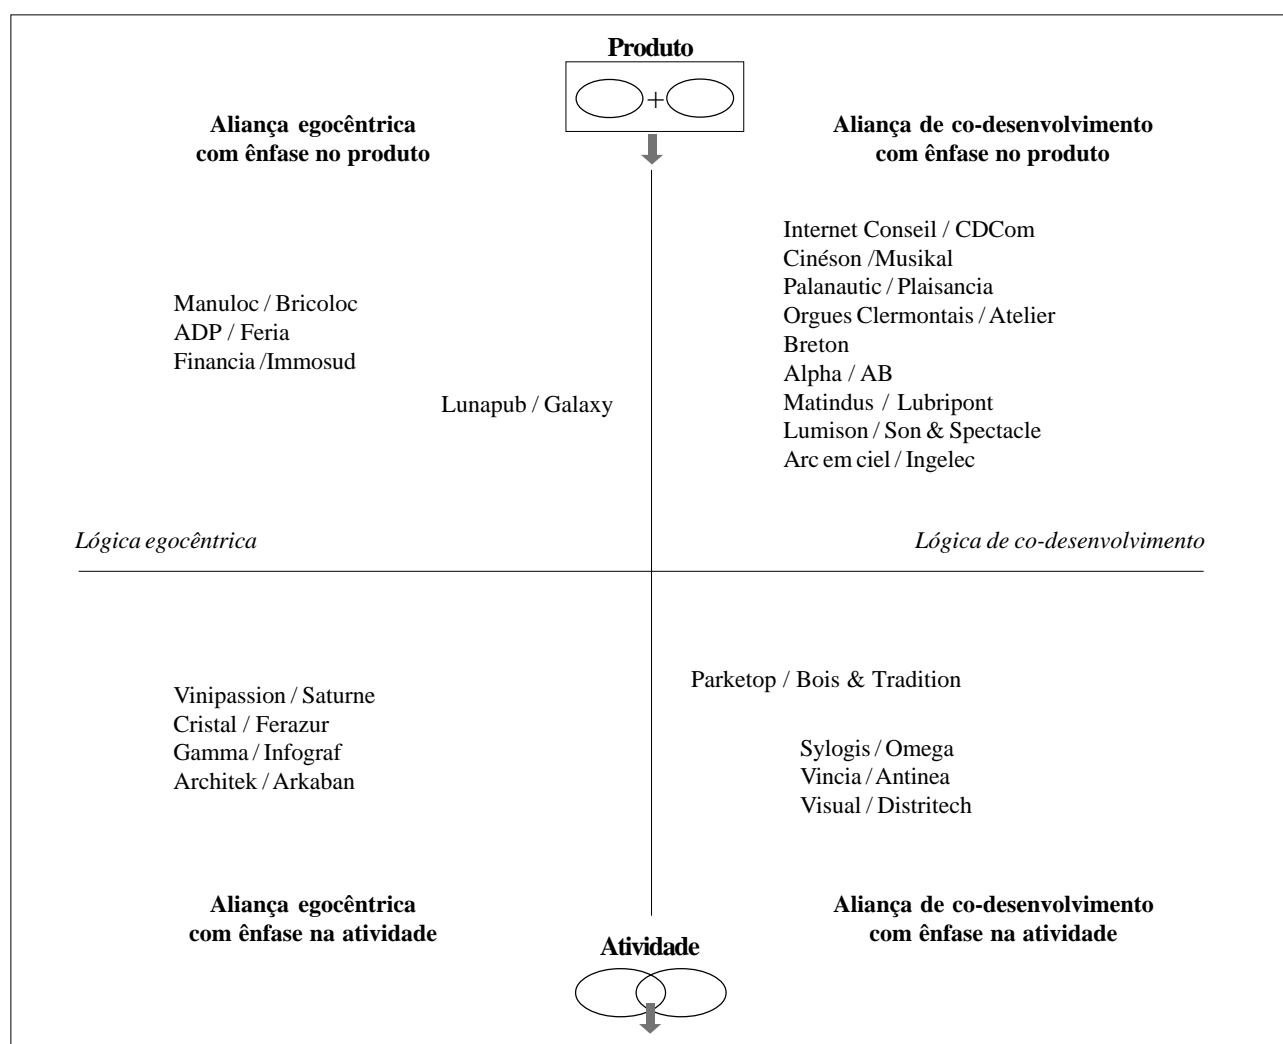 Produto
+
Aliança egocêntrica
com ênfase no produto
Aliança de co-desenvolvimento
com ênfase no produto
Manuloc / Bricoloc
ADP / Feria
Financia /Immosud
Lunapub / Galaxy
Internet Conseil / CDCom
Cinéson /Musikal
Palanautic / Plaisancia
Orgues Clermontais / Atelier
Breton
Alpha / AB
Matindus / Lubripont
Lumison / Son & Spectacle
Arc em ciel / Ingelec
Lógica egocêntrica
Lógica de co-desenvolvimento
Vinipassion / Saturne
Cristal / Ferazur
Gamma / Infograf
Architek / Arkaban
Parketop / Bois & Tradition
Sylogis / Omega
Vincia / Antinea
Visual / Distritech
Aliança egocêntrica
com ênfase na atividade
Aliança de co-desenvolvimento
com ênfase na atividade
Atividade